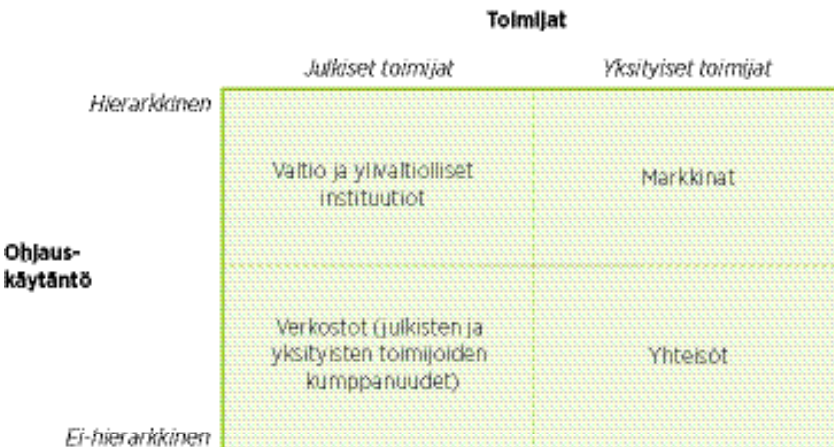 Toimijat
Julkiset toimijat
Yksityiset toimijat
Hierarkkinen
Valtio ja ylivaltiolliset
instituutiot
Markkinat
Ohjaus-
käytäntö
Verkostot (julkisten ja
yksityisten toimijoiden
kumppanuudet)
Yhteisöt
Ei-hierarkkinen